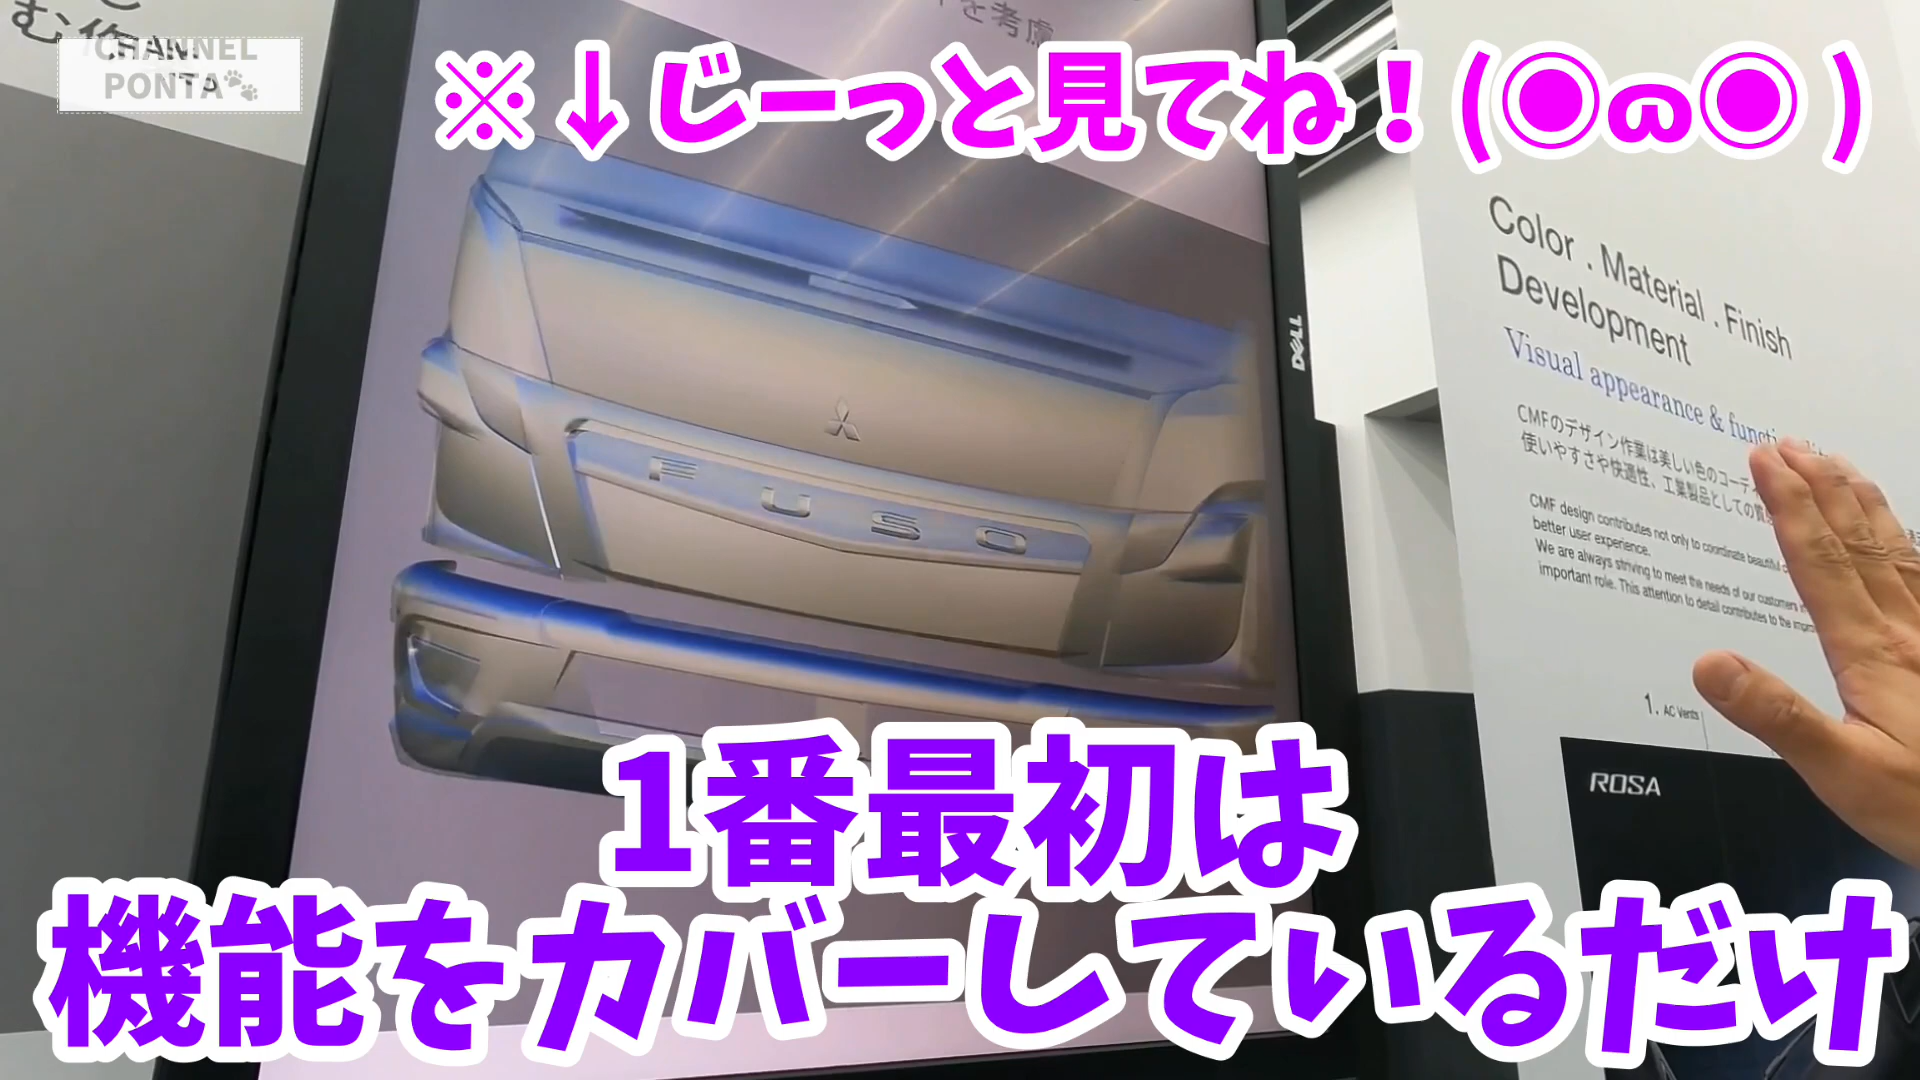 CHANNEL
PONTA
を考慮
※↓じーっと見てね！(◉ɷ◉ )
DELL
Color . Material . Finish
Development
Visual appearance &
CMFのデザイン作業は美しい色のコーディ
使いやすさや快適性、工業製品としての
CMF design contributes not only to coordinate beautiful
better user experience.
We are always striving to meet the needs of our customers
important role. This attention to detail contributes to the
FUSO
1. AC Vents
ROSA
1番最初は
機能をカバーしているだけ